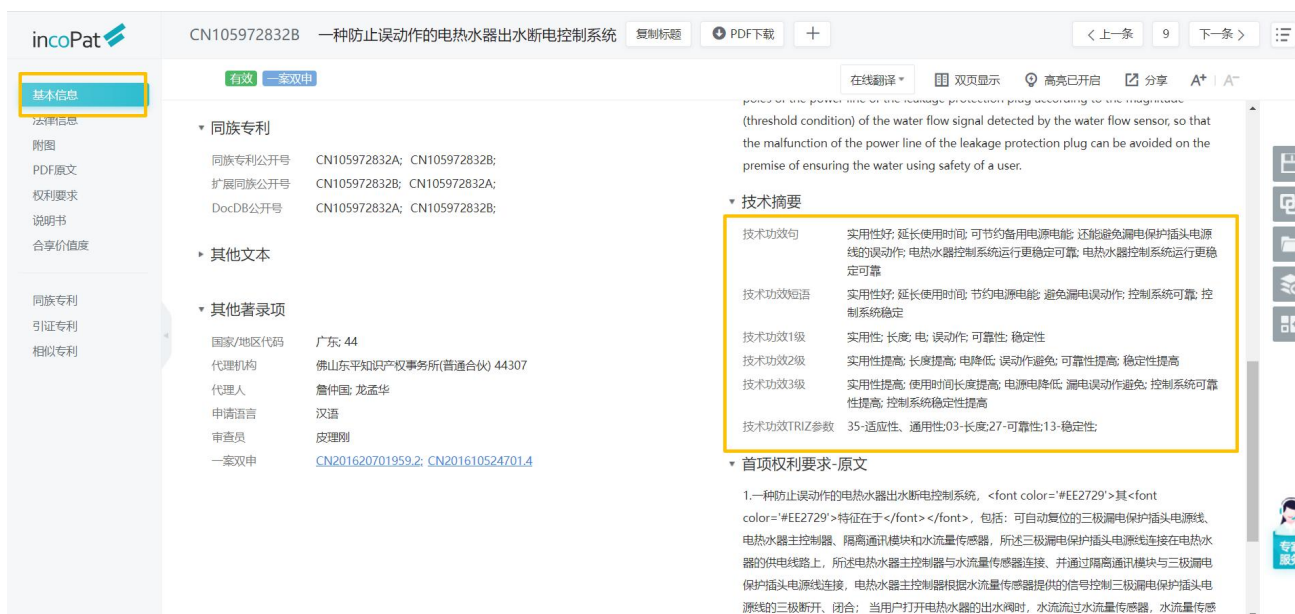 incoPat
CN105972832B 一种防止误动作的电热水器出水断电控制系统 复制标题 PDF下载 +
<上一条 9 下一条>
有效 一案双申
在线翻译 双页显示 高亮已开启 分享 A+ | A-
基本信息
法律信息
附图
PDF原文
权利要求
说明书
合享价值度
同族专利
引证专利
相似专利
同族专利
同族专利公开号 CN105972832A; CN105972832B;
扩展同族公开号 CN105972832B; CN105972832A;
DocDB公开号 CN105972832A; CN105972832B;
其他文本
其他著录项
国家/地区代码 广东; 44
代理机构 佛山东平知识产权事务所(普通合伙) 44307
代理人 詹仲国; 龙孟华
申请语言 汉语
审查员 皮理刚
一案双申 CN201620701959.2; CN201610524701.4
poles of the power line of the leakage protection plug according to the magnitude
(threshold condition) of the water flow signal detected by the water flow sensor, so that
the malfunction of the power line of the leakage protection plug can be avoided on the
premise of ensuring the water using safety of a user.
技术摘要
技术功效句 实用性好; 延长使用时间; 可节约备用电源电能; 还能避免漏电保护插头电源
线的误动作; 电热水器控制系统运行更稳定可靠; 电热水器控制系统运行更稳
定可靠
技术功效短语 实用性好; 延长使用时间; 节约电源电能; 避免漏电误动作; 控制系统可靠; 控
制系统稳定
技术功效1级 实用性; 长度; 电; 误动作; 可靠性; 稳定性
技术功效2级 实用性提高; 长度提高; 电降低; 误动作避免; 可靠性提高; 稳定性提高
技术功效3级 实用性提高; 使用时间长度提高; 电源电降低; 漏电误动作避免; 控制系统可靠
性提高; 控制系统稳定性提高
技术功效TRIZ参数 35-适应性、通用性;03-长度;27-可靠性;13-稳定性;
首项权利要求-原文
1.一种防止误动作的电热水器出水断电控制系统, <font color='#EE2729'>其<font
color='#EE2729'>特征在于</font></font>, 包括：可自动复位的三极漏电保护插头电源线、
电热水器主控制器、隔离通讯模块和水流量传感器，所述三极漏电保护插头电源线连接在电热水
器的供电线路上，所述电热水器主控制器与水流量传感器连接、并通过隔离通讯模块与三极漏电
保护插头电源线连接，电热水器主控制器根据水流量传感器提供的信号控制三极漏电保护插头电
源线的三极断开、闭合； 当用户打开电热水器的出水阀时，水流流过水流量传感器，水流量传感